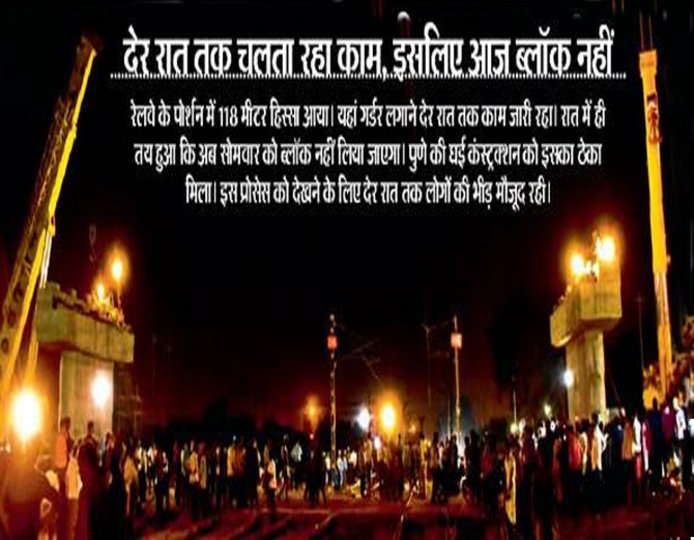 देर रात तक चलता रहा काम, इसलिए आज ब्लॉक नहीं
रेलवे के पोर्शन में 118 मीटर हिस्सा आया। यहां गर्डर लगाने देर रात तक काम जारी रहा। रात में ही
तय हुआ कि अब सोमवार को ब्लॉक नहीं लिया जाएगा। पुणे की घई कंस्ट्रक्शन को इसका ठेका
मिला। इस प्रोसेस को देखने के लिए देर रात तक लोगों की भीड़ मौजूद रही।